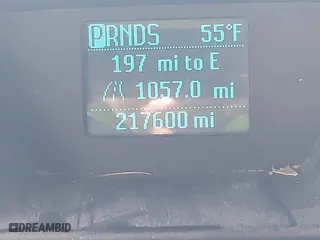 PRNDS 55°F
197 mi to E
1057.0 mi
217600 mi
DREAMBID